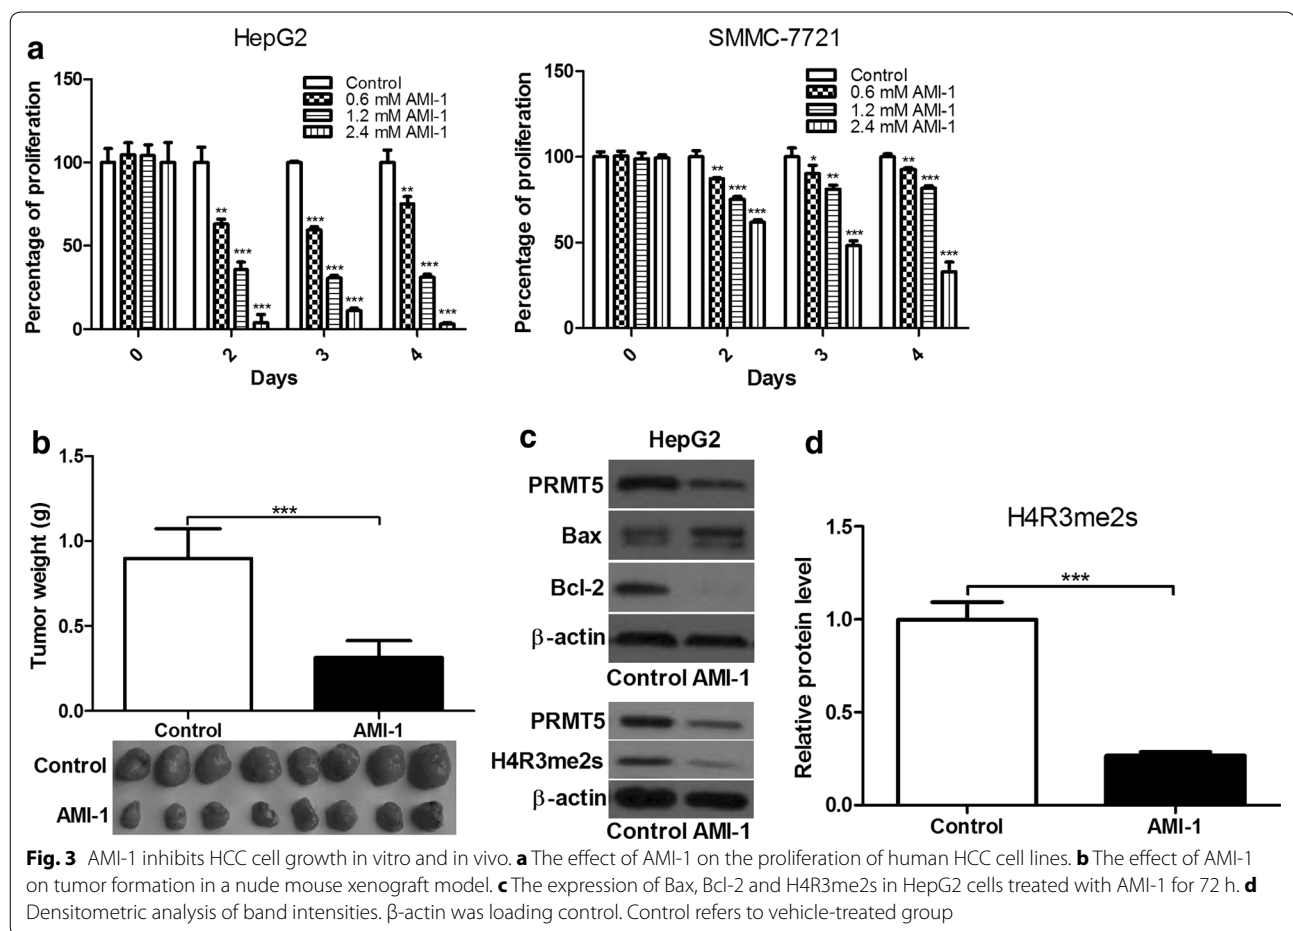 a
HepG2
Percentage of proliferation
150
100
50
0
Control
0.6 mM AMI-1
1.2 mM AMI-1
2.4 mM AMI-1
** *** ***
*** *** ***
** *** ***
0 2 3 4
Days
SMMC-7721
Percentage of proliferation
150
100
50
0
Control
0.6 mM AMI-1
1.2 mM AMI-1
2.4 mM AMI-1
** *** ***
* ** ***
** *** ***
0 2 3 4
Days
b
Tumor weight (g)
1.5
1.0
0.5
0.0
***
Control AMI-1
Control
AMI-1
c
HepG2
PRMT5
Bax
Bcl-2
β-actin
Control AMI-1
PRMT5
H4R3me2s
β-actin
Control AMI-1
d
H4R3me2s
Relative protein level
1.5
1.0
0.5
0.0
***
Control AMI-1
Fig. 3 AMI-1 inhibits HCC cell growth in vitro and in vivo. a The effect of AMI-1 on the proliferation of human HCC cell lines. b The effect of AMI-1
on tumor formation in a nude mouse xenograft model. c The expression of Bax, Bcl-2 and H4R3me2s in HepG2 cells treated with AMI-1 for 72 h. d
Densitometric analysis of band intensities. β-actin was loading control. Control refers to vehicle-treated group